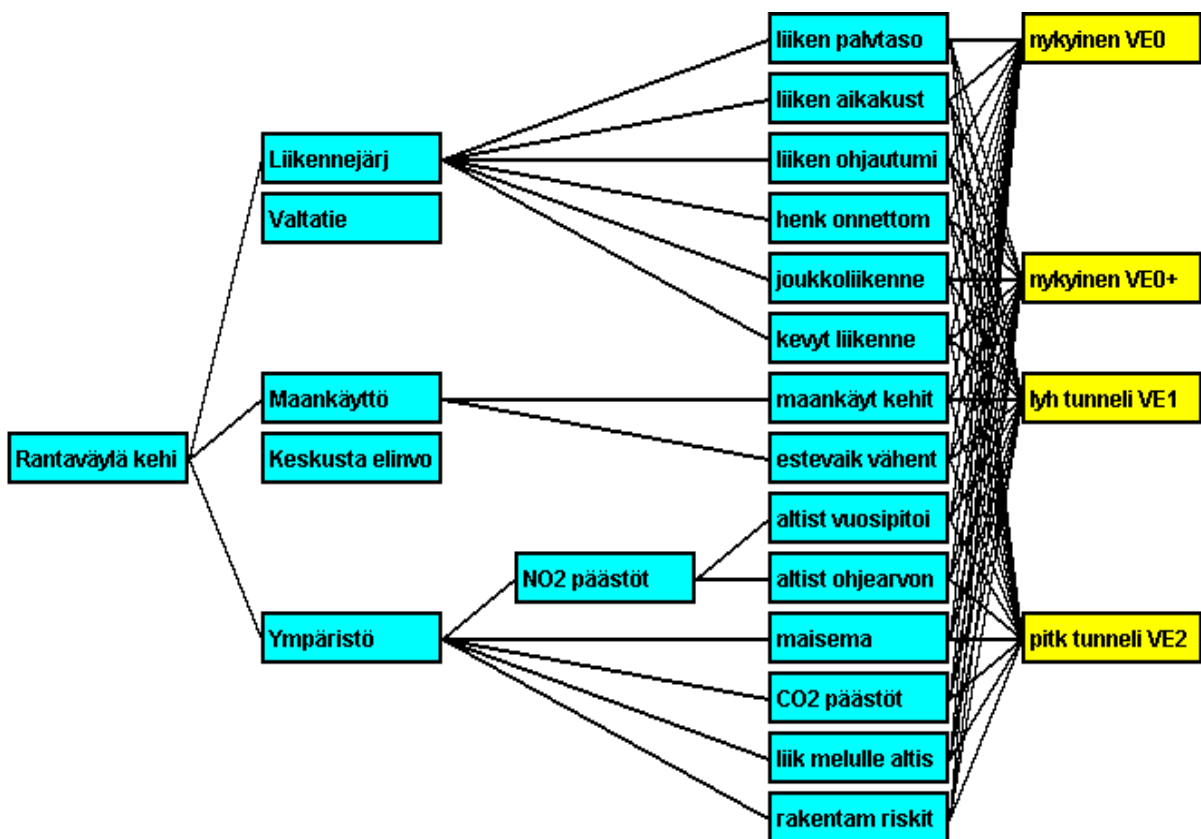 Rantaväylä kehi
Liikennejärj
Valtatie
Maankäyttö
Keskusta elinvo
Ympäristö
NO2 päästöt
liiken palvtaso
liiken aikakust
liiken ohjautumi
henk onnettom
joukkoliikenne
kevyt liikenne
maankäyt kehit
estevaik vähent
altist vuosipitoi
altist ohjearvon
maisema
CO2 päästöt
liik melulle altis
rakentam riskit
nykyinen VE0
nykyinen VE0+
lyh tunneli VE1
pitk tunneli VE2